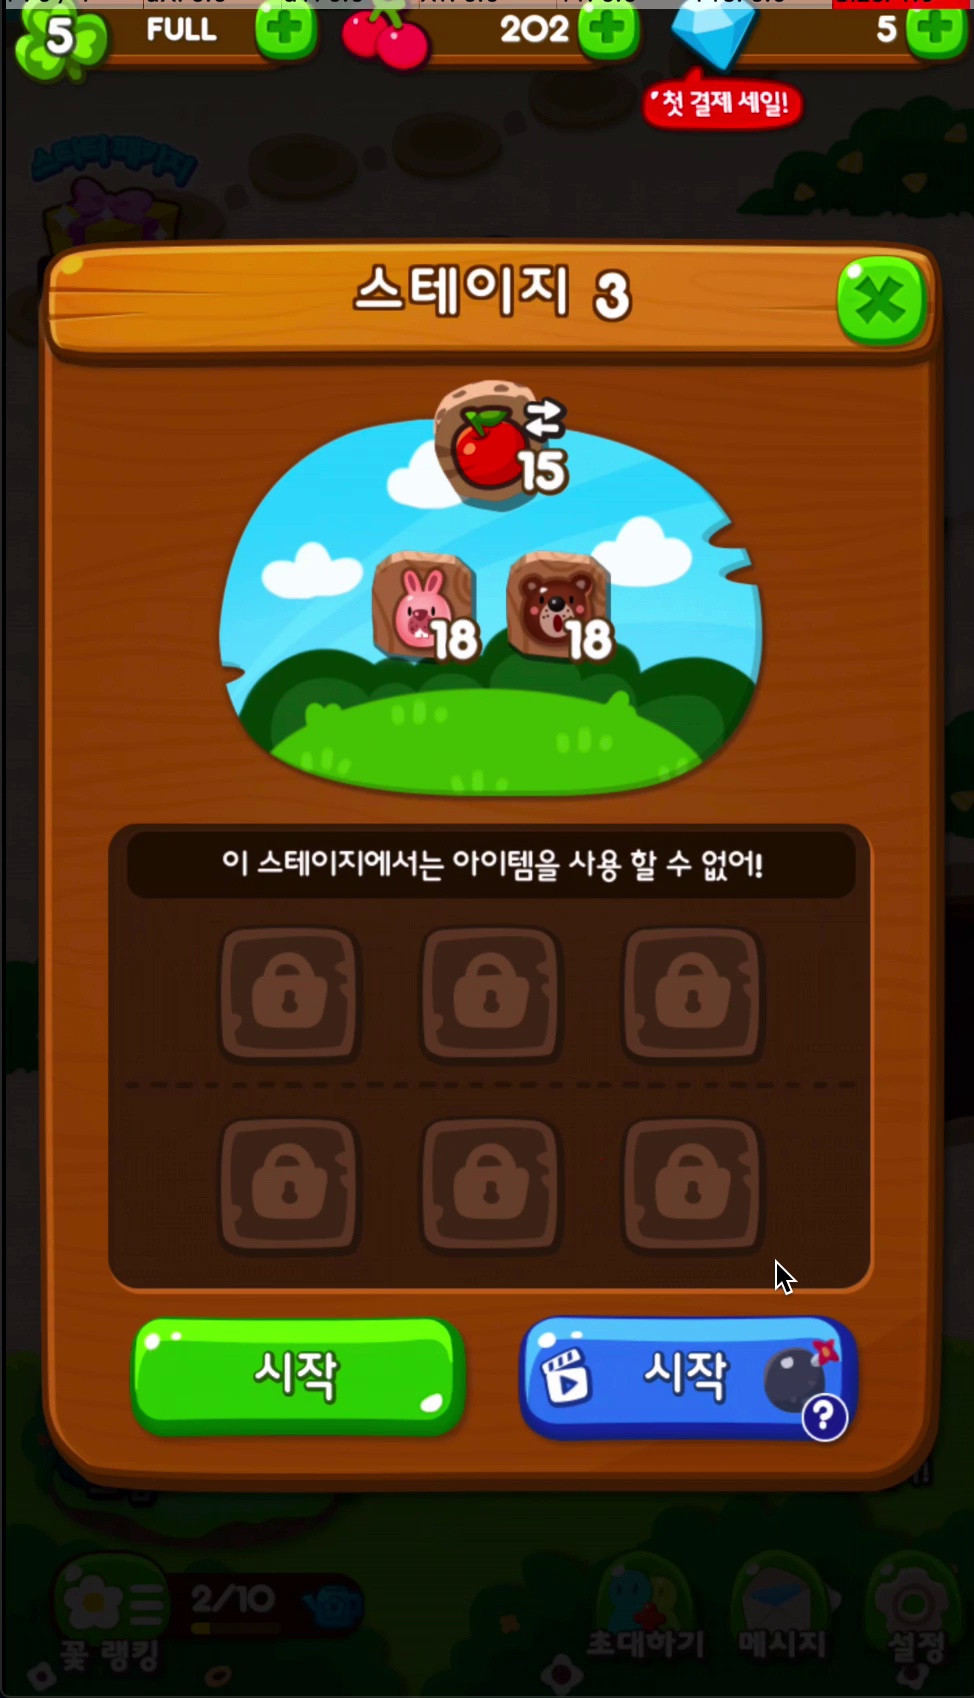 5 FULL 202 5
첫 결제 세일!
스테이지 3
15
18 18
이 스테이지에서는 아이템을 사용 할 수 없어!
시작 시작 ?
2/10
꽃 랭킹 초대하기 메시지 설정